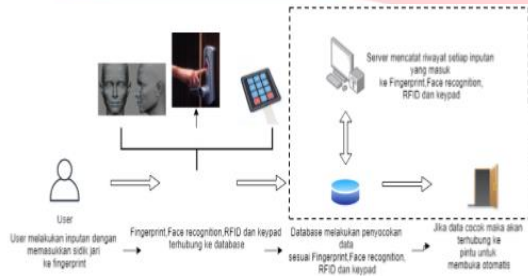 Server mencatat riwayat setiap inputan
yang masuk
ke Fingerprint,Face recognition,
RFID dan keypad
User
User melakukan inputan dengan
memasukkan sidik jari
ke fingerprint
Fingerprint,Face recognition,RFID dan keypad
terhubung ke database
Database melakukan penyocokan
data
sesuai Fingerprint,Face recognition,
RFID dan keypad
Jika data cocok maka akan
terhubung ke
pintu untuk
membuka otomatis